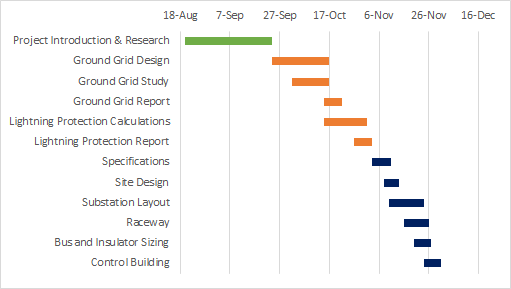 18-Aug 7-Sep 27-Sep 17-Oct 6-Nov 26-Nov 16-Dec
Project Introduction & Research
Ground Grid Design
Ground Grid Study
Ground Grid Report
Lightning Protection Calculations
Lightning Protection Report
Specifications
Site Design
Substation Layout
Raceway
Bus and Insulator Sizing
Control Building